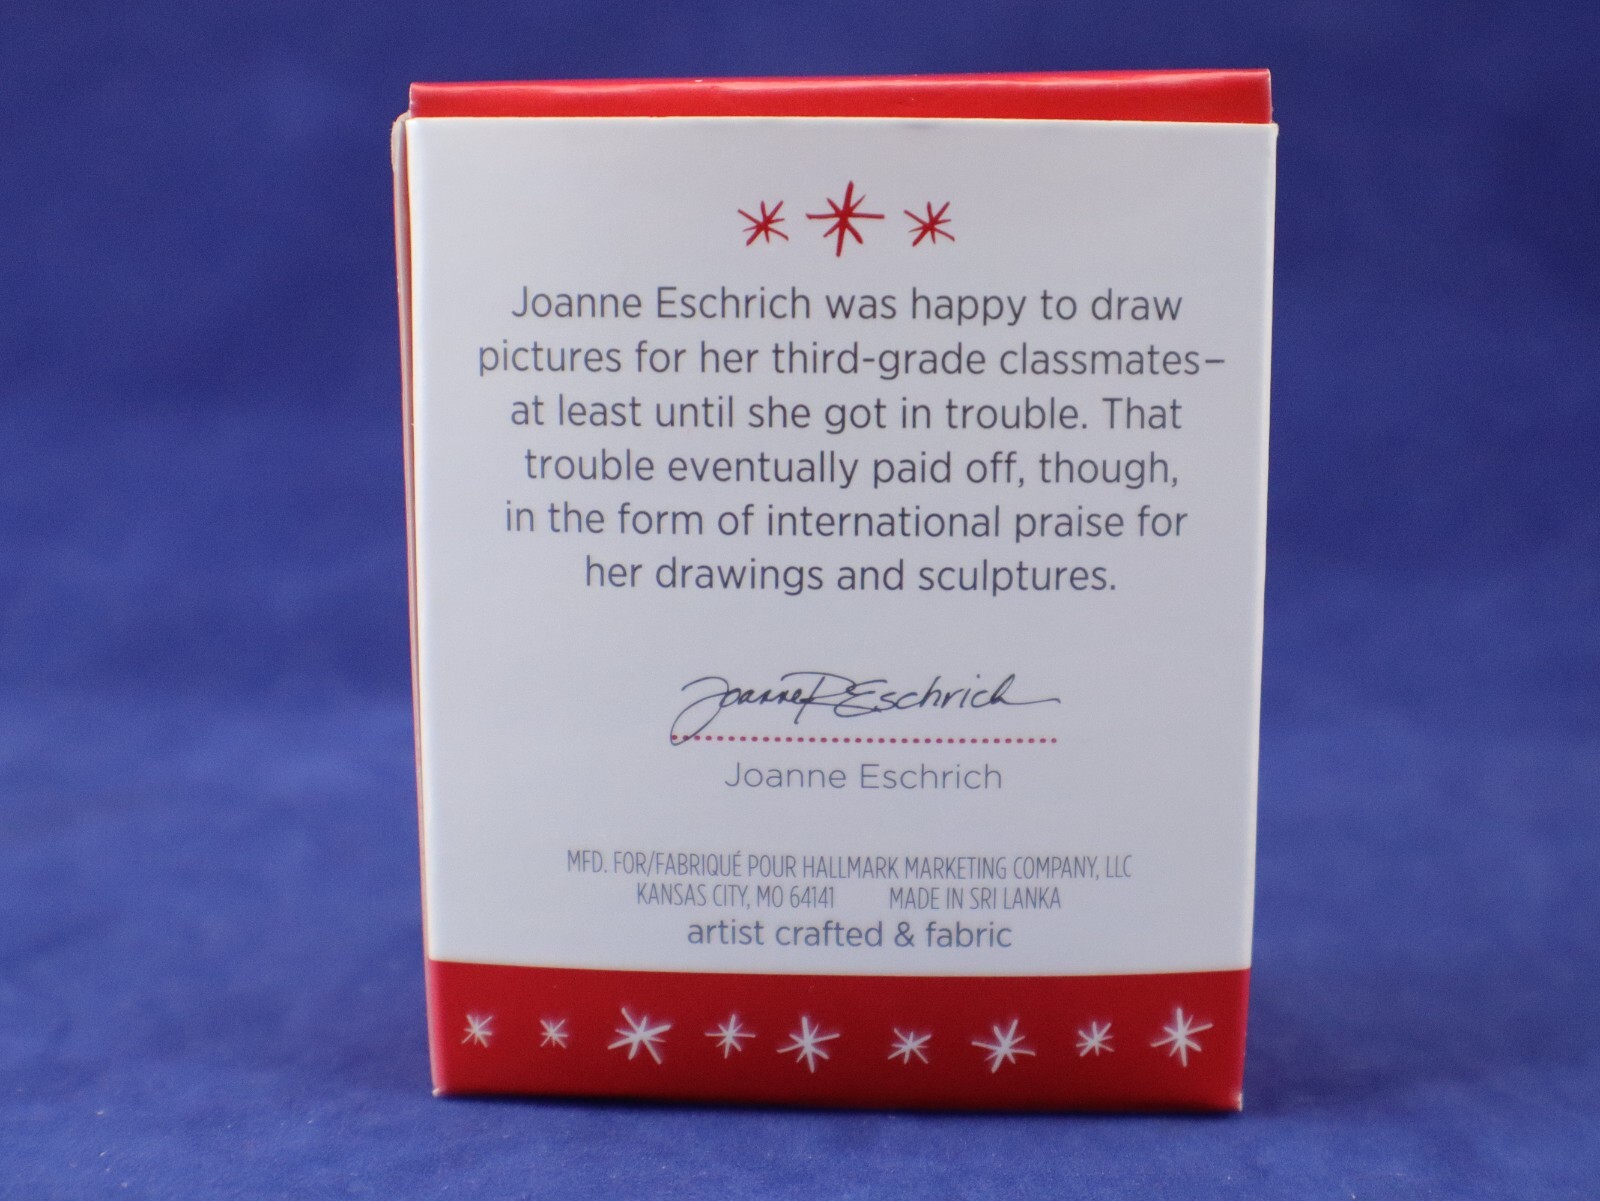 Joanne Eschrich was happy to draw
pictures for her third-grade classmates–
at least until she got in trouble. That
trouble eventually paid off, though,
in the form of international praise for
her drawings and sculptures.
Joanne R Eschrich
Joanne Eschrich
MFD. FOR/FABRIQUÉ POUR HALLMARK MARKETING COMPANY, LLC
KANSAS CITY, MO 64141 MADE IN SRI LANKA
artist crafted & fabric